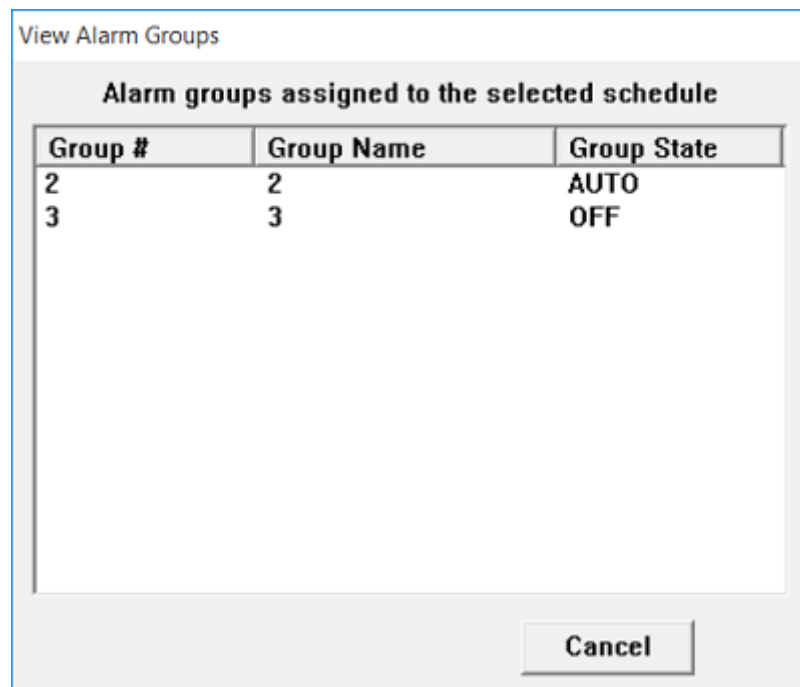 View Alarm Groups
Alarm groups assigned to the selected schedule
Group # Group Name Group State
2 2 AUTO
3 3 OFF
Cancel